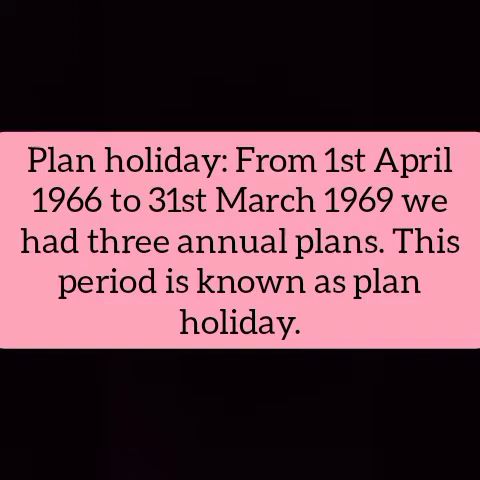 Plan holiday: From 1st April
1966 to 31st March 1969 we
had three annual plans. This
period is known as plan
holiday.